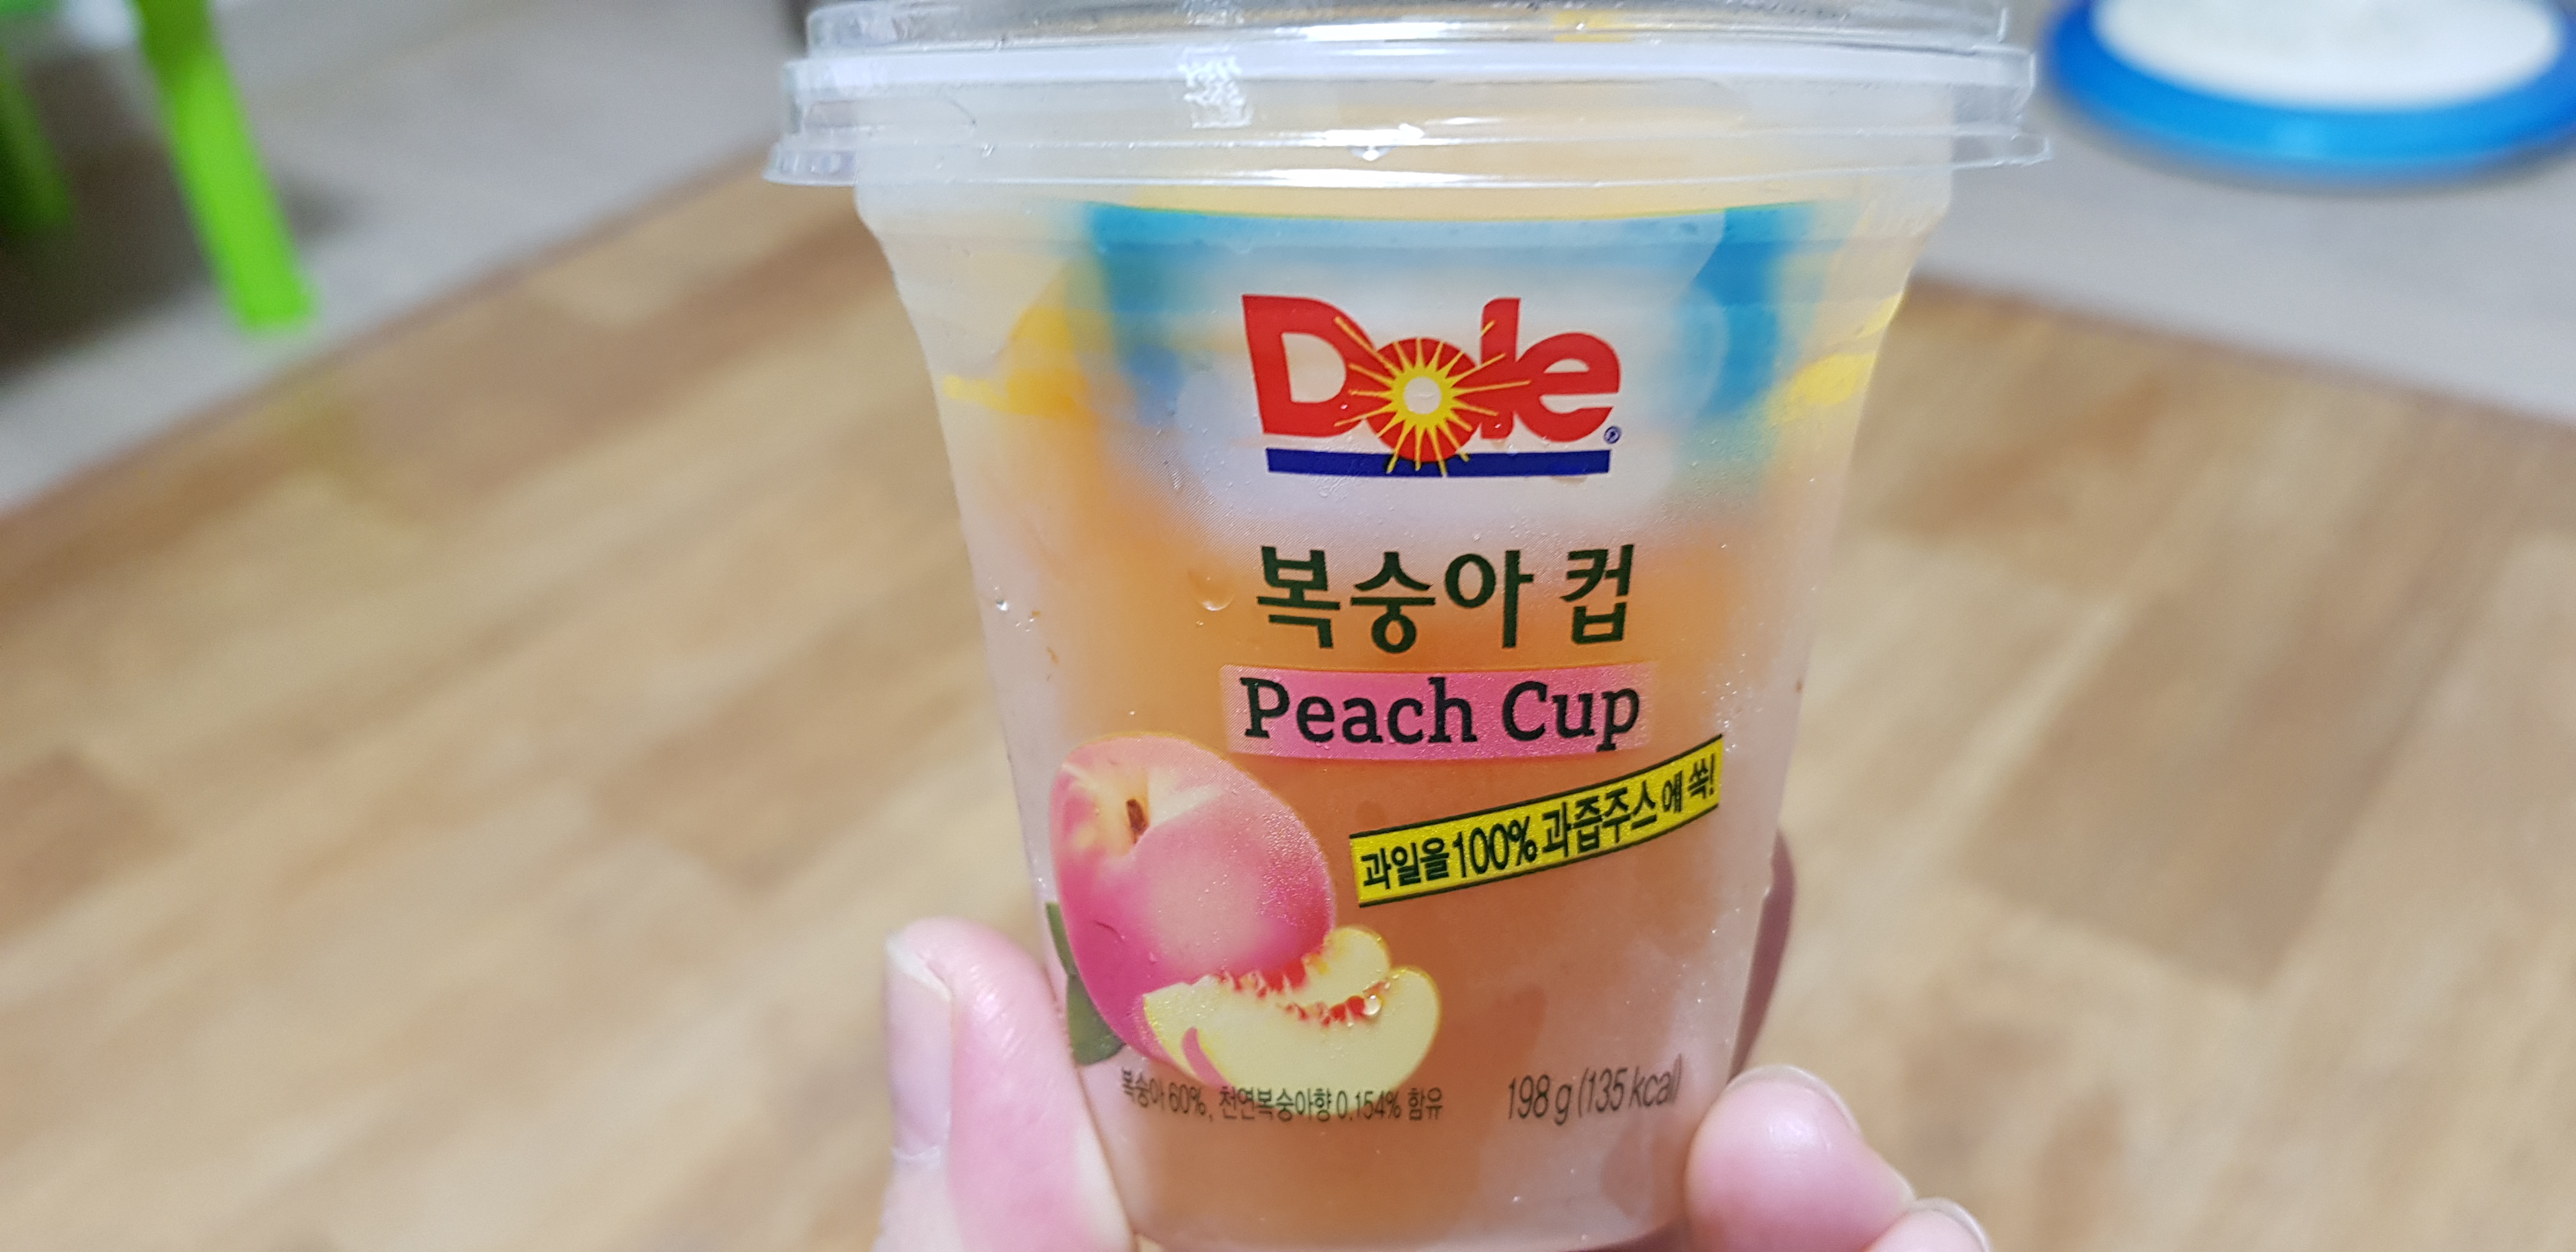 Dole®
복숭아 컵
Peach Cup
과일을 100% 과즙주스에 쏙!
복숭아 60%, 천연복숭아향 0.154% 함유
198 g (135 kcal)